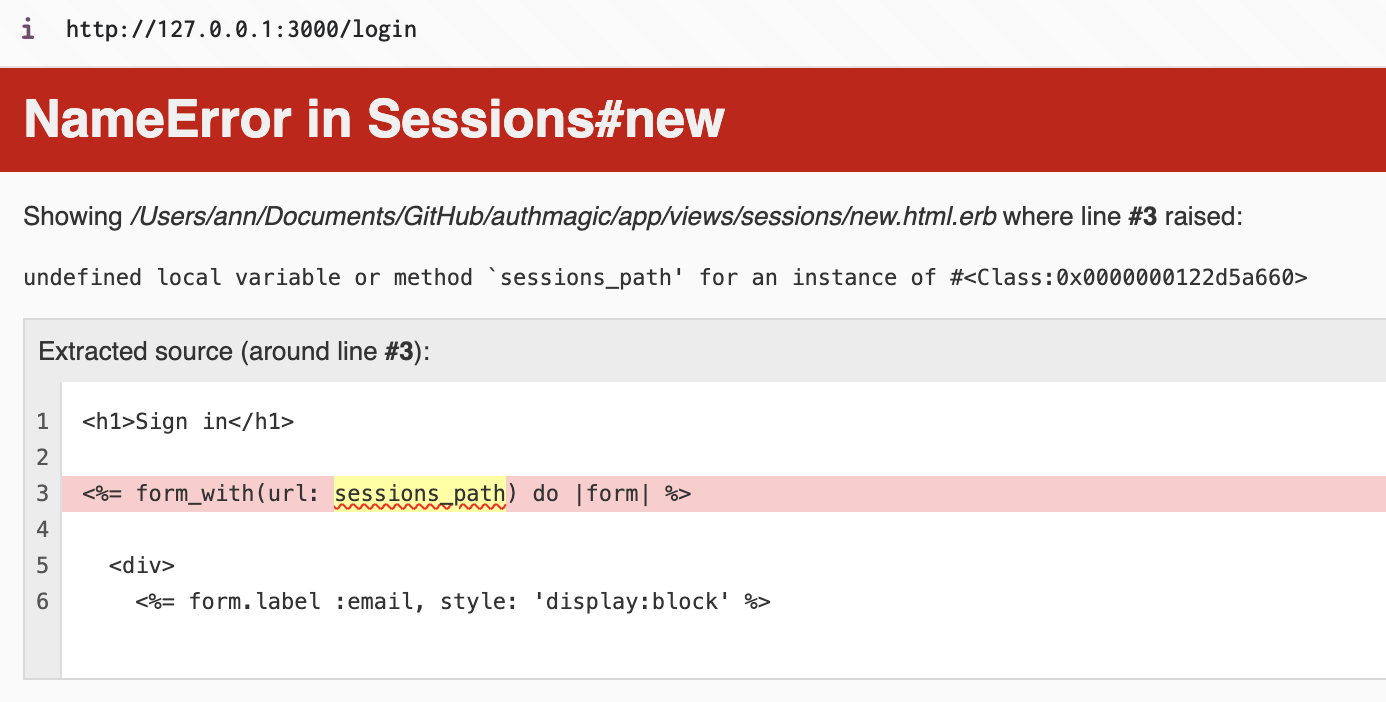 i http://127.0.0.1:3000/login
NameError in Sessions#new
Showing /Users/ann/Documents/GitHub/authmagic/app/views/sessions/new.html.erb where line #3 raised:
undefined local variable or method `sessions_path' for an instance of #<Class:0x0000000122d5a660>
Extracted source (around line #3):
1 <h1>Sign in</h1>
2
3 <%= form_with(url: sessions_path) do |form| %>
4
5 <div>
6 <%= form.label :email, style: 'display:block' %>